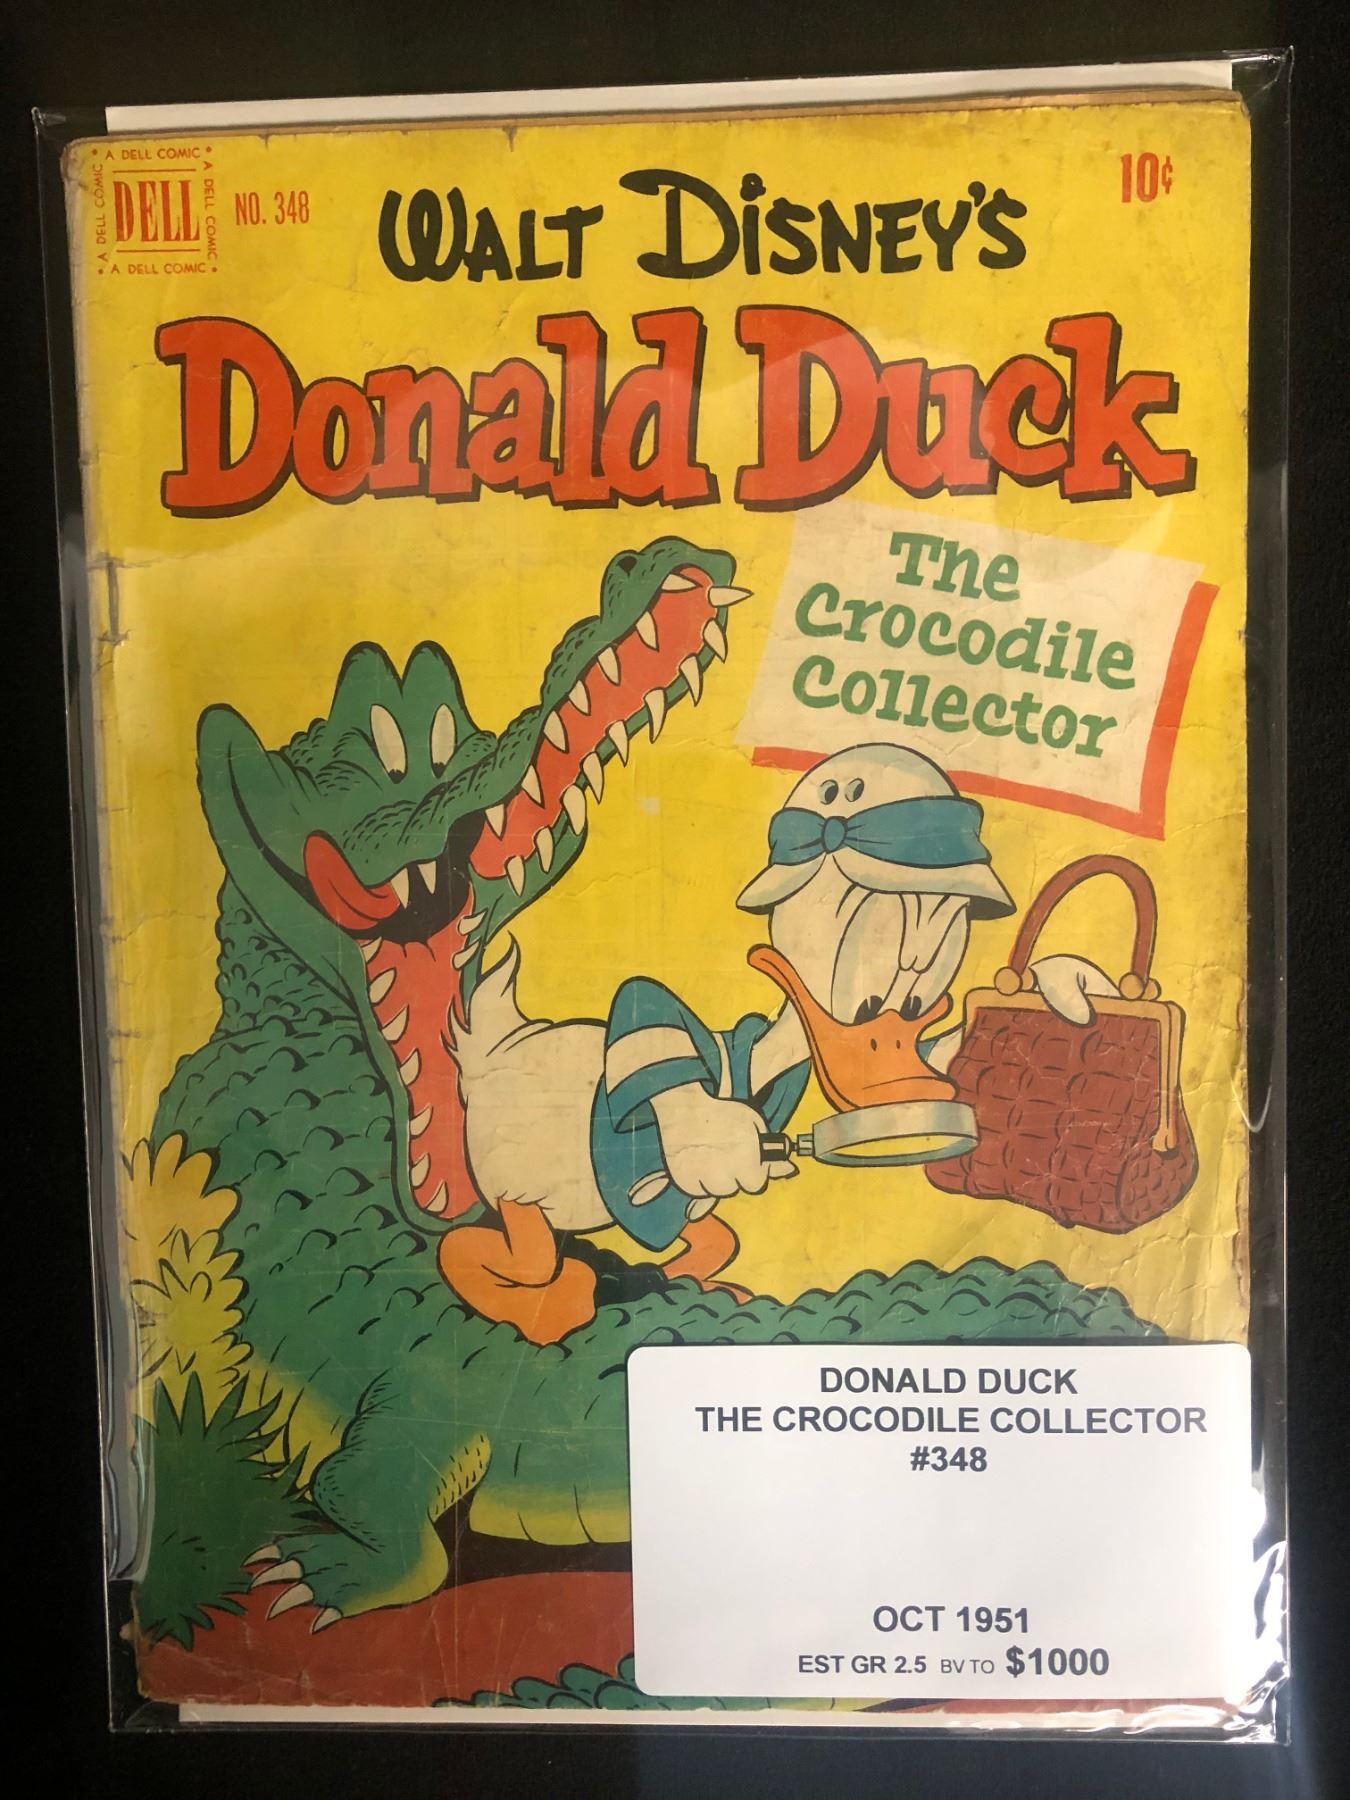 • A DELL COMIC •
A DELL COMIC
DELL
A DELL COMIC
• A DELL COMIC •
NO. 348
10¢
WALT DISNEY'S
Donald Duck
The
Crocodile
Collector
DONALD DUCK
THE CROCODILE COLLECTOR
#348
OCT 1951
EST GR 2.5 BV TO $1000